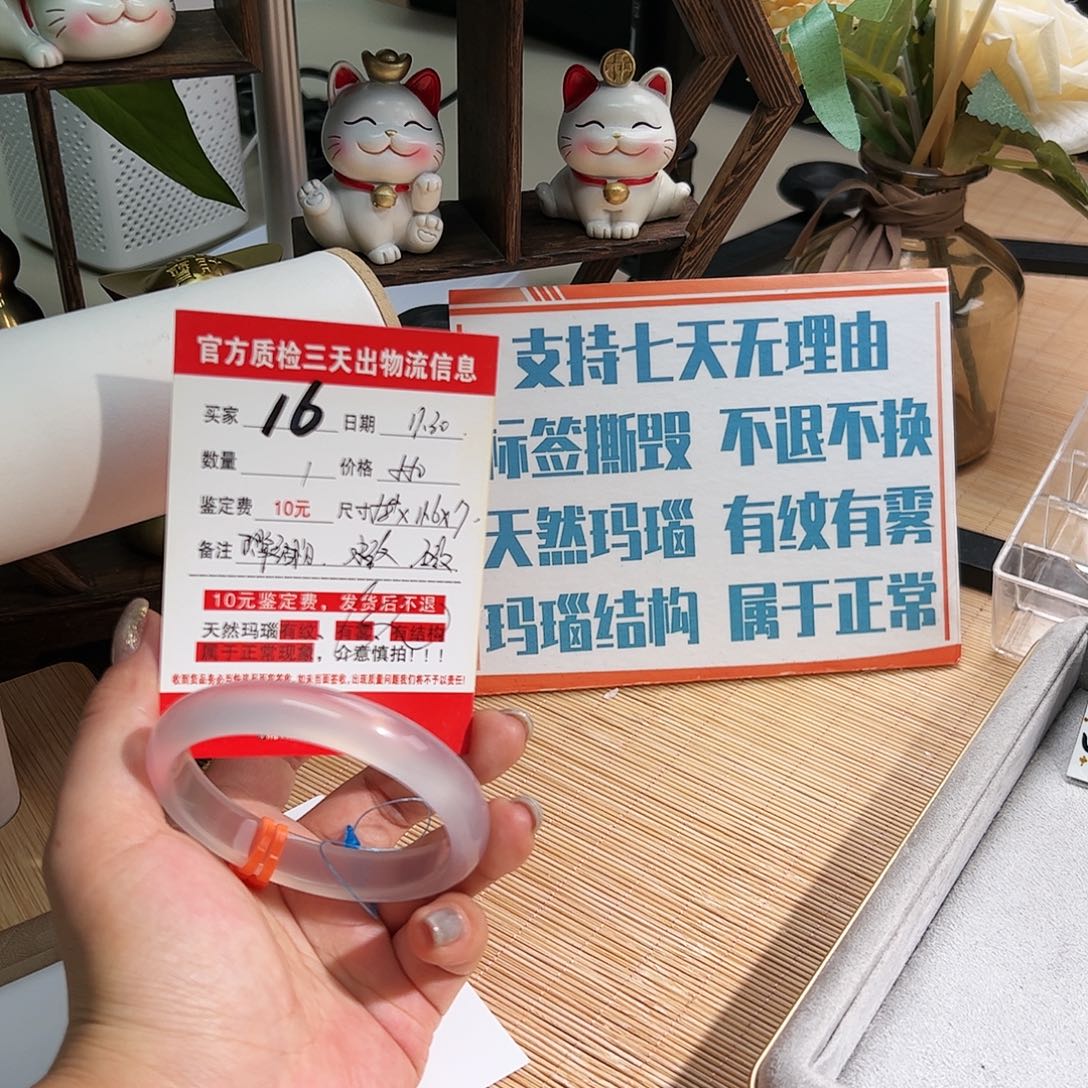 官方质检三天出物流信息
买家 16 日期 11.30
数量 1 价格
鉴定费 10元 尺寸
备注
10元鉴定费，发货后不退
天然玛瑙有纹、有雾、有结构
属于正常现象，介意慎拍！！！
支持七天无理由
标签撕毁 不退不换
天然玛瑙 有纹有雾
玛瑙结构 属于正常